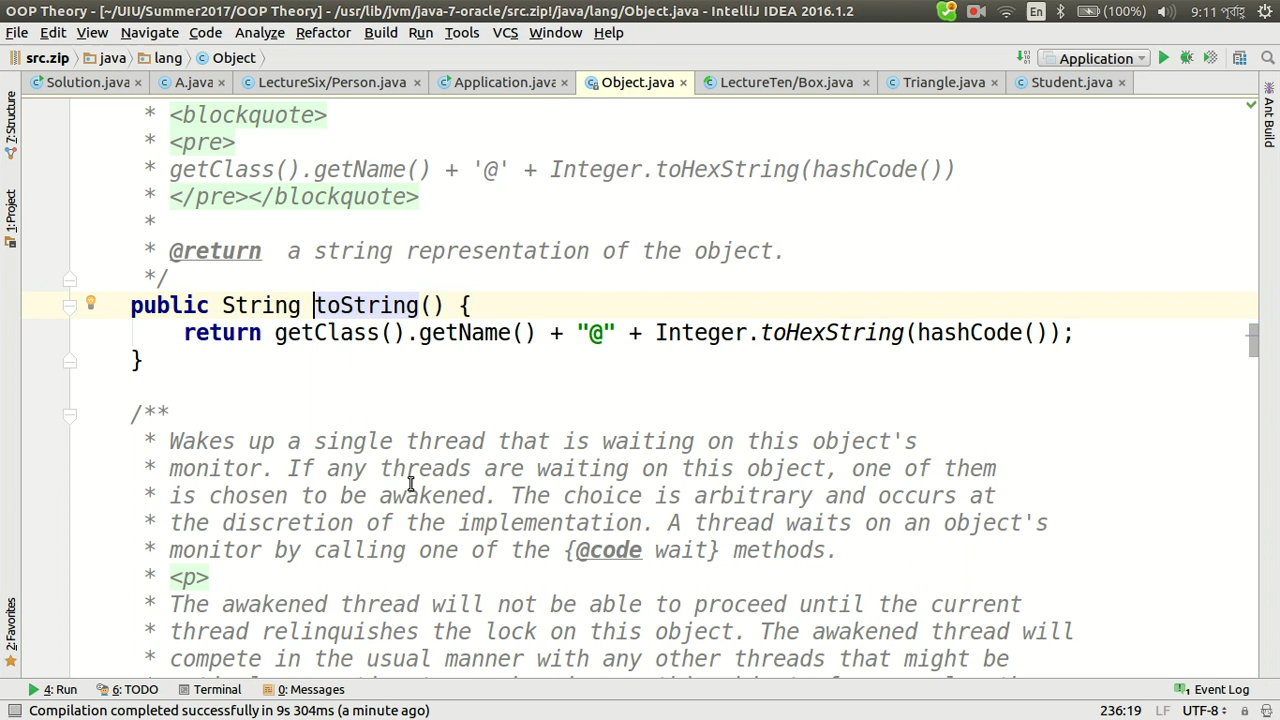 OOP Theory - [~/UIU/Summer2017/OOP Theory] - /usr/lib/jvm/java-7-oracle/src.zip!/java/lang/Object.java - IntelliJ IDEA 2016.1.2 En (100%) 9:11 পূর্বাহ্ণ
File Edit View Navigate Code Analyze Refactor Build Run Tools VCS Window Help
src.zip java lang Object Application
Solution.java A.java LectureSix/Person.java Application.java Object.java LectureTen/Box.java Triangle.java Student.java
7: Structure
1: Project
2: Favorites
Ant Build
* <blockquote>
* <pre>
* getClass().getName() + '@' + Integer.toHexString(hashCode())
* </pre></blockquote>
*
* @return  a string representation of the object.
*/
public String toString() {
return getClass().getName() + "@" + Integer.toHexString(hashCode());
}
/**
* Wakes up a single thread that is waiting on this object's
* monitor. If any threads are waiting on this object, one of them
* is chosen to be awakened. The choice is arbitrary and occurs at
* the discretion of the implementation. A thread waits on an object's
* monitor by calling one of the {@code wait} methods.
* <p>
* The awakened thread will not be able to proceed until the current
* thread relinquishes the lock on this object. The awakened thread will
* compete in the usual manner with any other threads that might be
4: Run 6: TODO Terminal 0: Messages 1 Event Log
Compilation completed successfully in 9s 304ms (a minute ago) 236:19 LF UTF-8